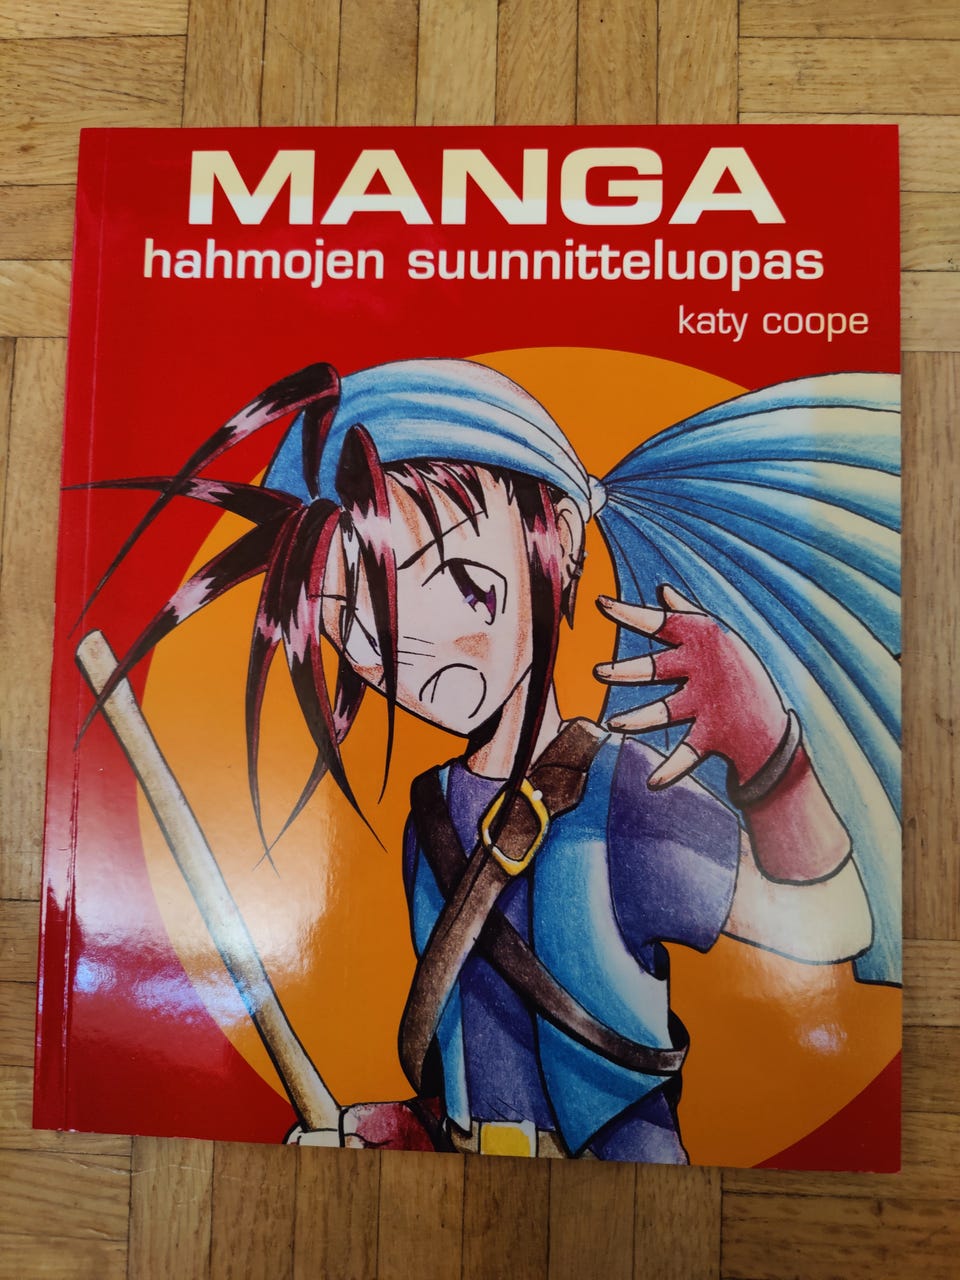 MANGA
hahmojen suunnitteluopas
katy coope